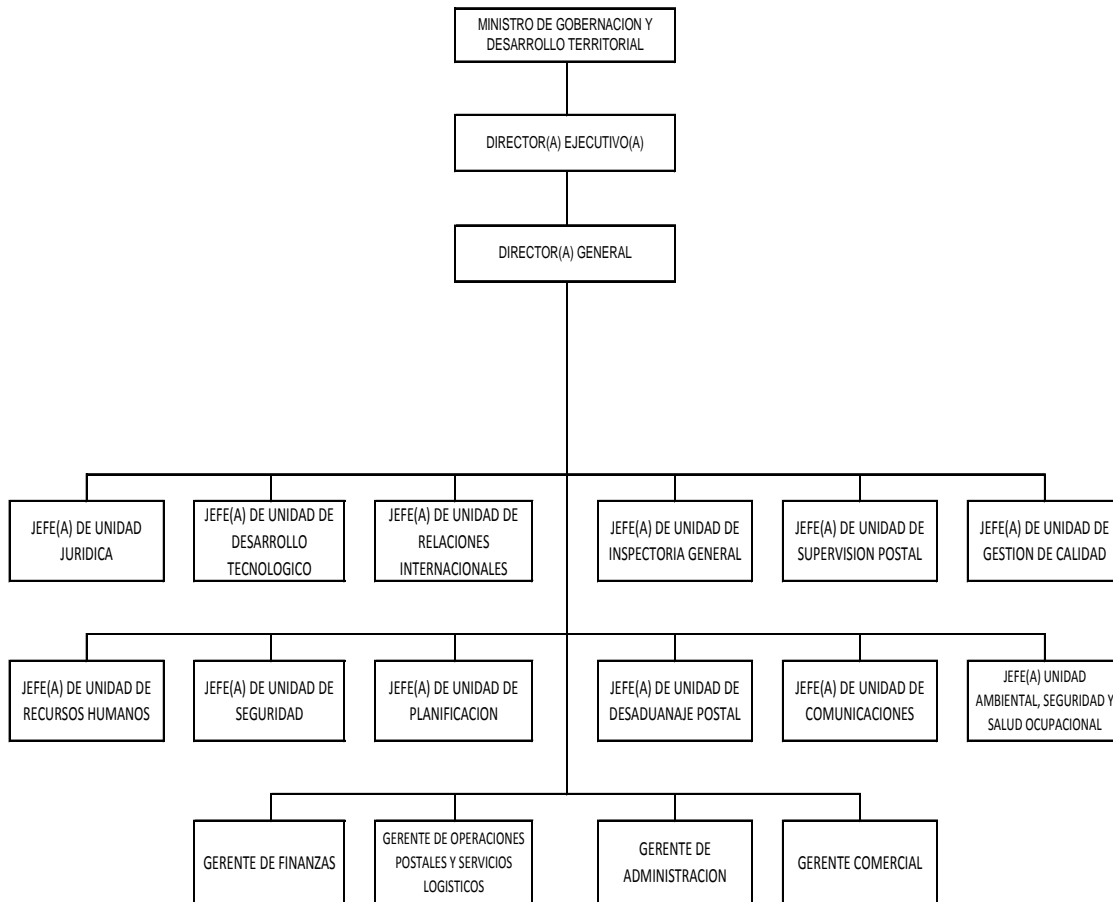 MINISTRO DE GOBERNACION Y
DESARROLLO TERRITORIAL
DIRECTOR(A) EJECUTIVO(A)
DIRECTOR(A) GENERAL
JEFE(A) DE UNIDAD
JURIDICA
JEFE(A) DE UNIDAD DE
DESARROLLO
TECNOLOGICO
JEFE(A) DE UNIDAD DE
RELACIONES
INTERNACIONALES
JEFE(A) DE UNIDAD DE
INSPECTORIA GENERAL
JEFE(A) DE UNIDAD DE
SUPERVISION POSTAL
JEFE(A) DE UNIDAD DE
GESTION DE CALIDAD
JEFE(A) DE UNIDAD DE
RECURSOS HUMANOS
JEFE(A) DE UNIDAD DE
SEGURIDAD
JEFE(A) DE UNIDAD DE
PLANIFICACION
JEFE(A) DE UNIDAD DE
DESADUANAJE POSTAL
JEFE(A) DE UNIDAD DE
COMUNICACIONES
JEFE(A) UNIDAD
AMBIENTAL, SEGURIDAD Y
SALUD OCUPACIONAL
GERENTE DE FINANZAS
GERENTE DE OPERACIONES
POSTALES Y SERVICIOS
LOGISTICOS
GERENTE DE
ADMINISTRACION
GERENTE COMERCIAL